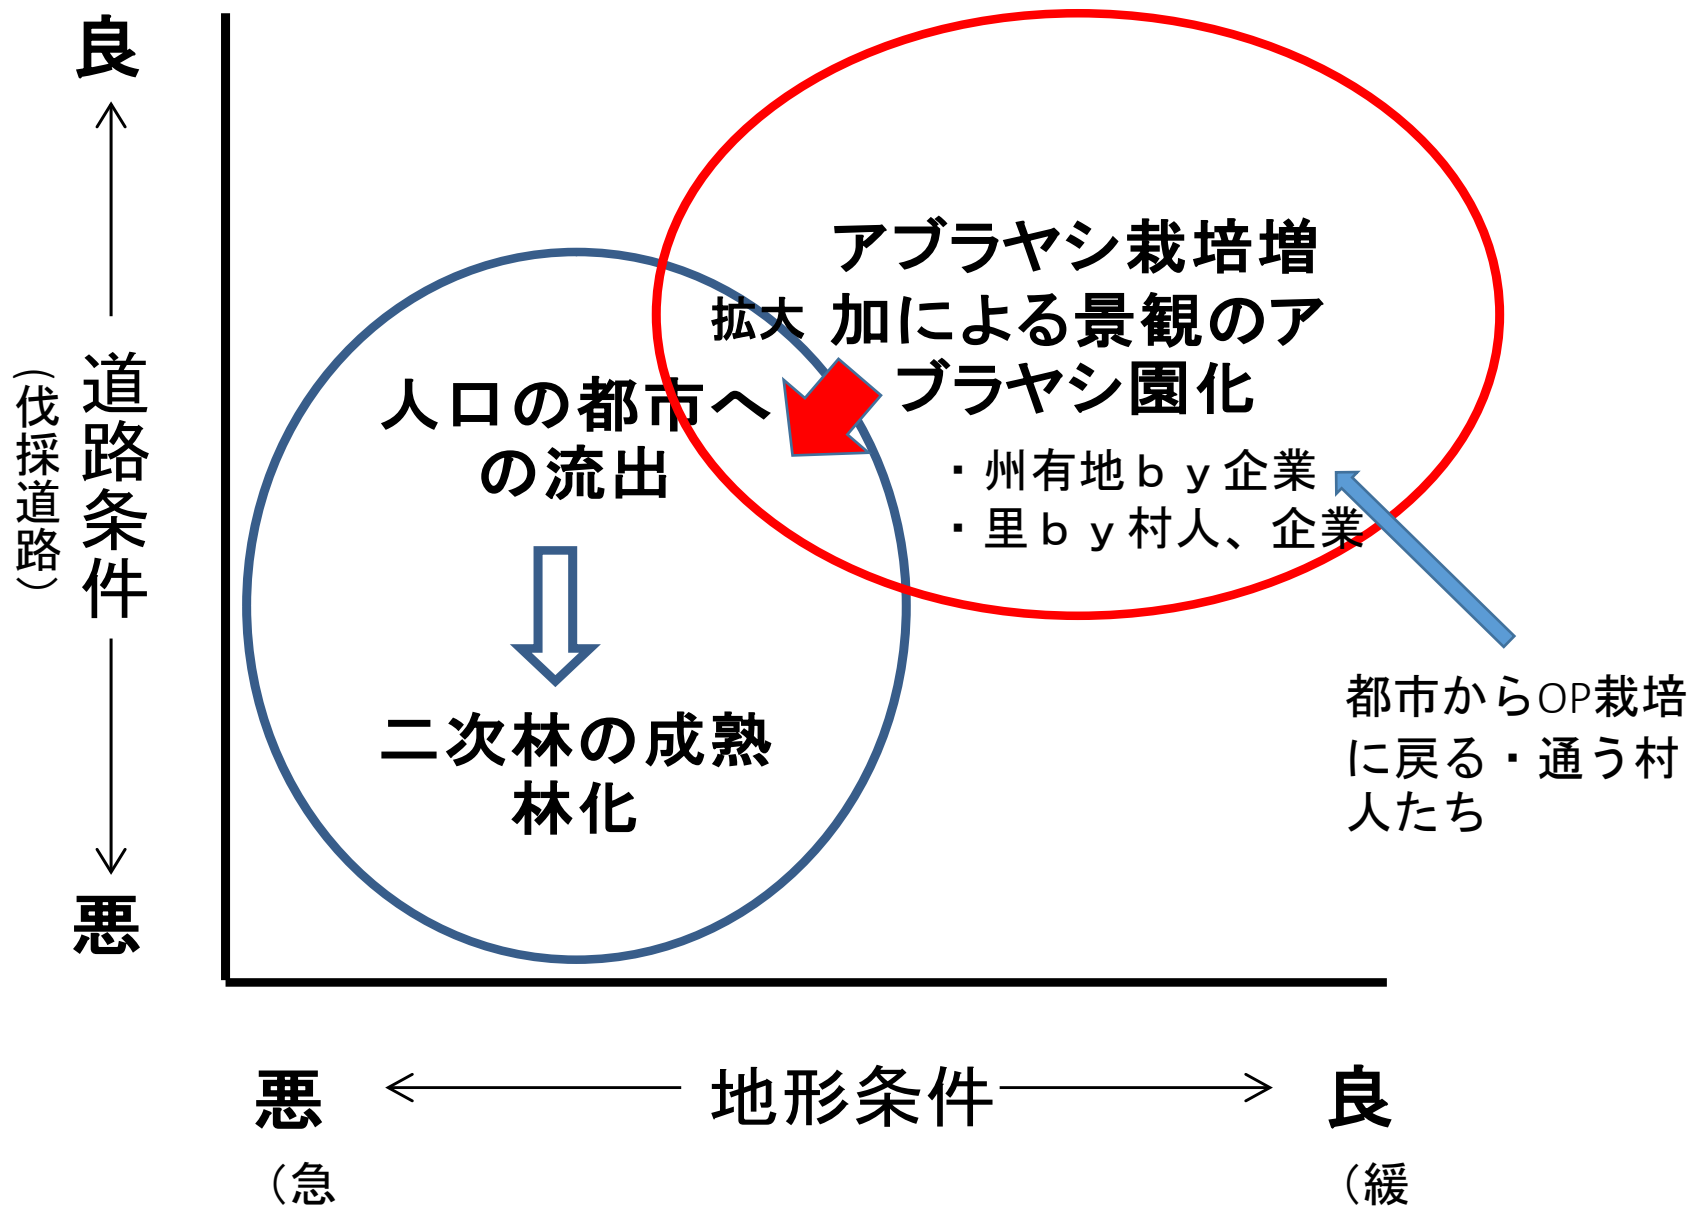 良
道路条件
（伐採道路）
悪
アブラヤシ栽培増
加による景観のア
ブラヤシ園化
拡大
・州有地ｂｙ企業
・里ｂｙ村人、企業
人口の都市へ
の流出
二次林の成熟
林化
都市からOP栽培
に戻る・通う村
人たち
悪
地形条件
良
（急
（緩